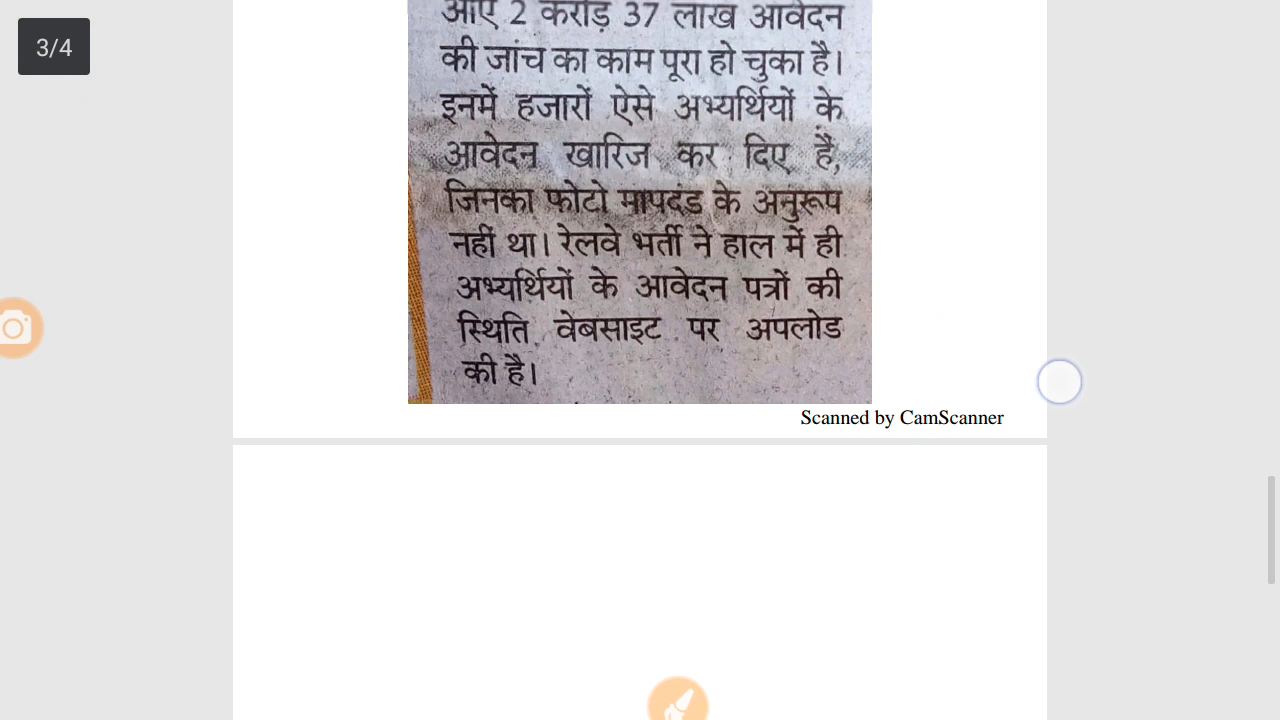 3/4
आए 2 करोड़ 37 लाख आवेदन
की जांच का काम पूरा हो चुका है।
इनमें हजारों ऐसे अभ्यर्थियों के
आवेदन खारिज कर दिए हैं,
जिनका फोटो मापदंड के अनुरूप
नहीं था। रेलवे भर्ती ने हाल में ही
अभ्यर्थियों के आवेदन पत्रों की
स्थिति वेबसाइट पर अपलोड
की है।
Scanned by CamScanner